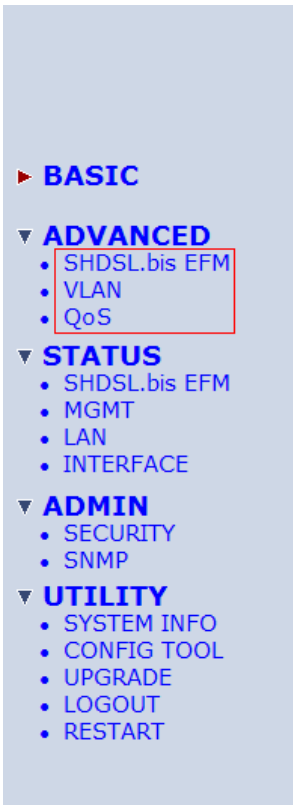 BASIC
ADVANCED
SHDSL.bis EFM
VLAN
QoS
STATUS
SHDSL.bis EFM
MGMT
LAN
INTERFACE
ADMIN
SECURITY
SNMP
UTILITY
SYSTEM INFO
CONFIG TOOL
UPGRADE
LOGOUT
RESTART